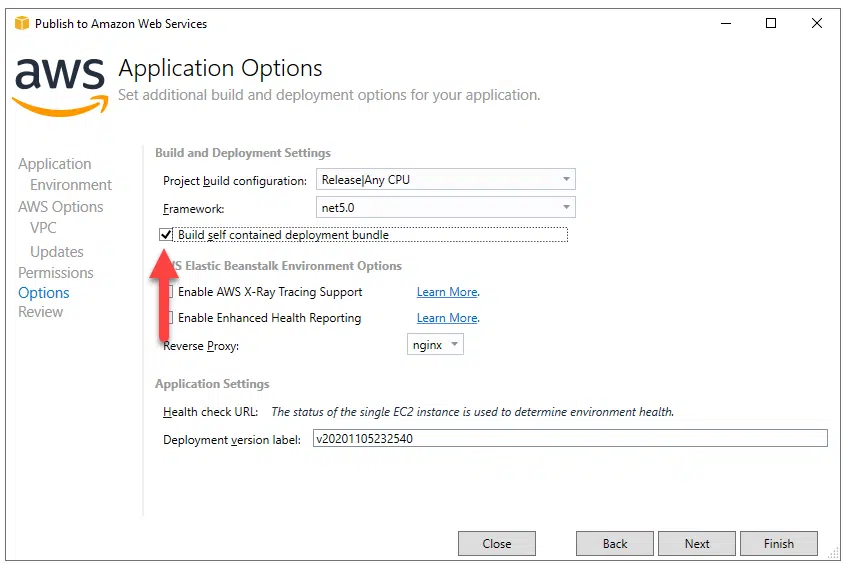 Publish to Amazon Web Services
aws
Application Options
Set additional build and deployment options for your application.
Application
Environment
AWS Options
VPC
Updates
Permissions
Options
Review
Build and Deployment Settings
Project build configuration: Release|Any CPU
Framework: net5.0
Build self contained deployment bundle
Elastic Beanstalk Environment Options
Enable AWS X-Ray Tracing Support Learn More.
Enable Enhanced Health Reporting Learn More.
Reverse Proxy: nginx
Application Settings
Health check URL: The status of the single EC2 instance is used to determine environment health.
Deployment version label: v20201105232540
Close Back Next Finish